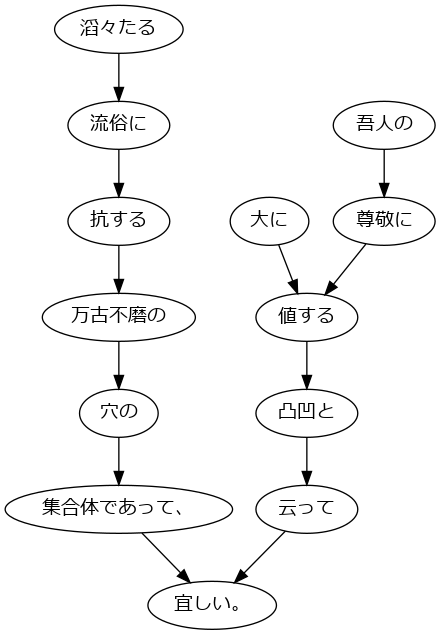 滔々たる
流俗に
吾人の
抗する
大に
尊敬に
万古不磨の
値する
穴の
凸凹と
集合体であって、
云って
宜しい。